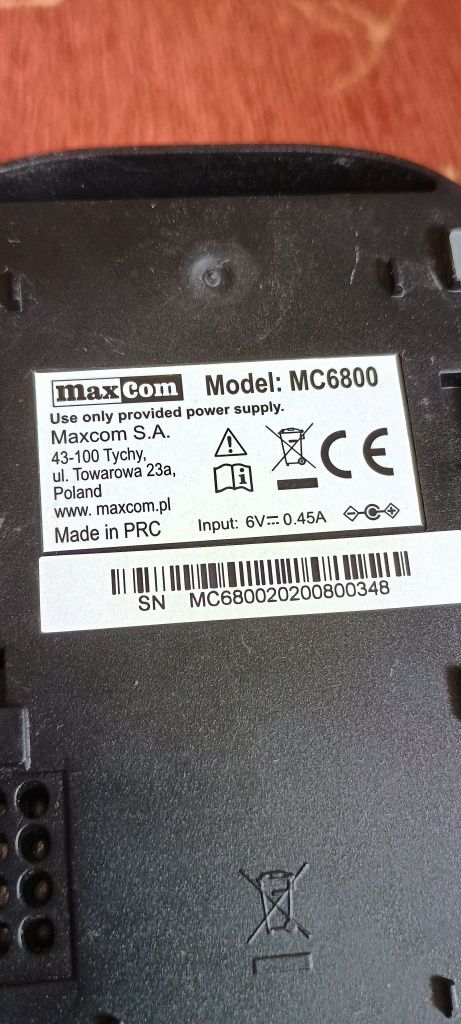 maxcom Model: MC6800
Use only provided power supply.
Maxcom S.A.
43-100 Tychy,
ul. Towarowa 23a,
Poland
www. maxcom.pl
Made in PRC
Input: 6V⎓ 0.45A
CE
SN MC680020200800348